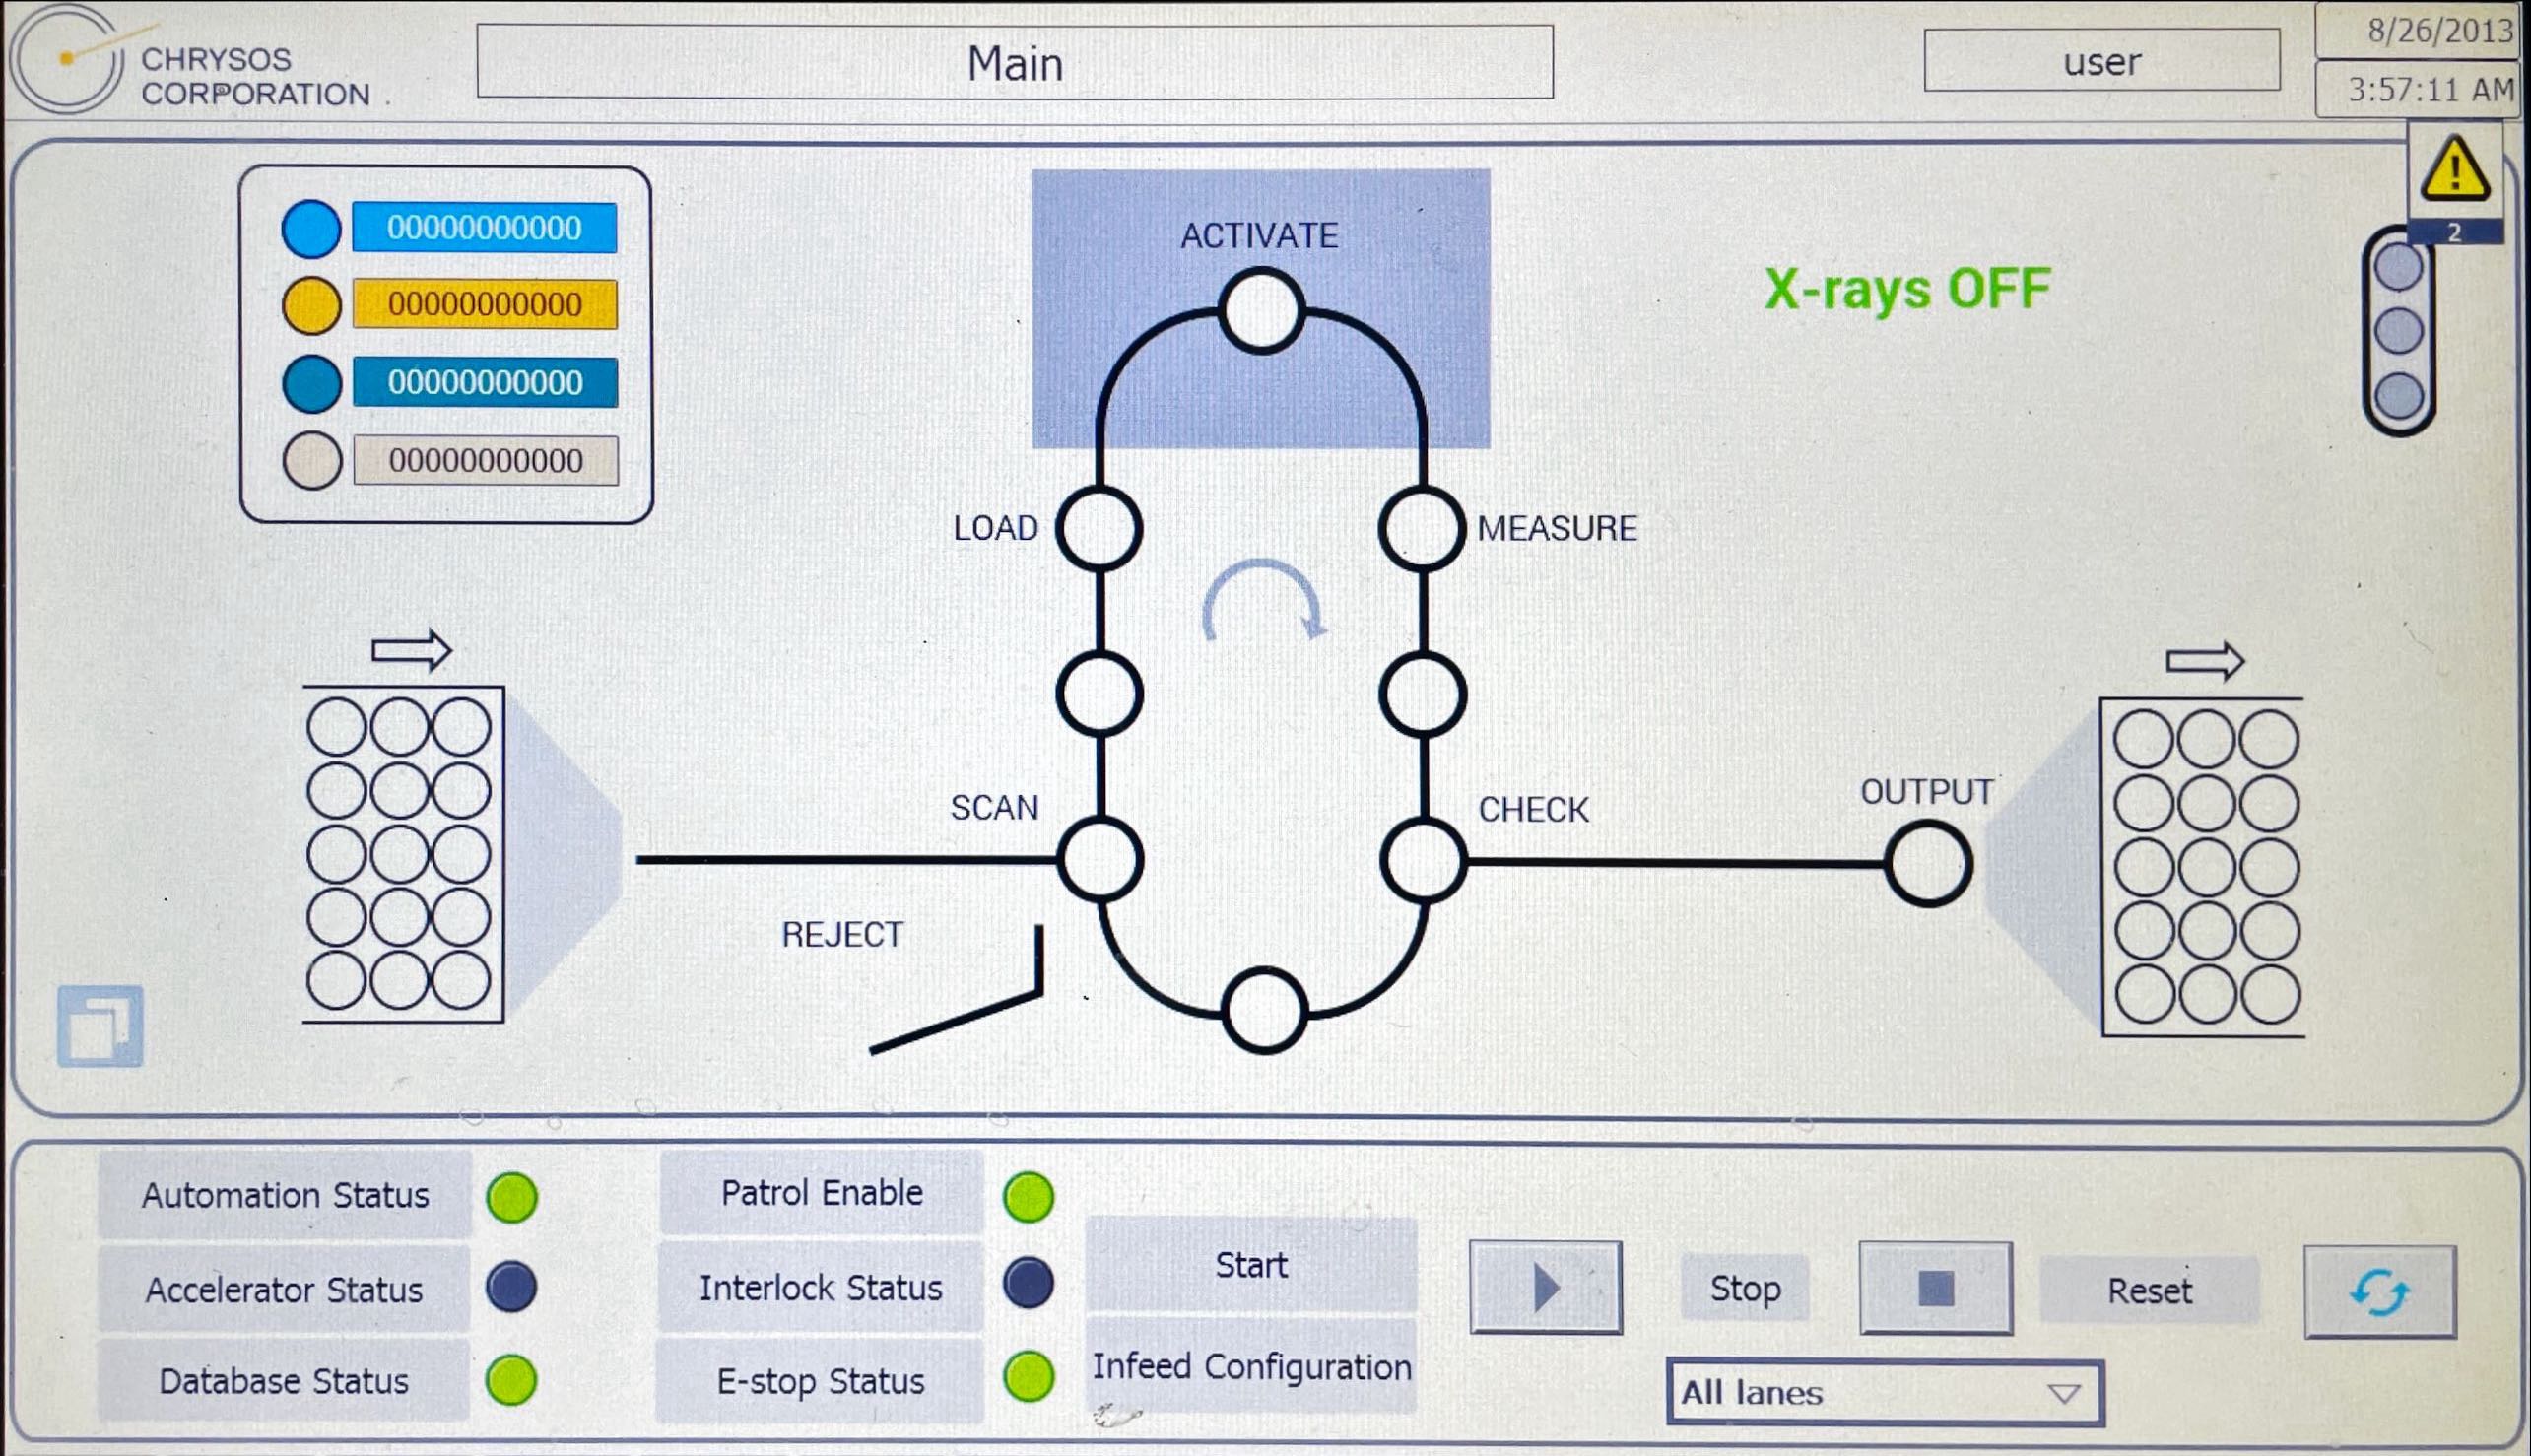 CHRYSOS
CORPORATION
Main
user
8/26/2013
3:57:11 AM
2
00000000000
00000000000
00000000000
00000000000
ACTIVATE
X-rays OFF
LOAD
MEASURE
SCAN
CHECK
OUTPUT
REJECT
Automation Status
Patrol Enable
Accelerator Status
Interlock Status
Start
Stop
Reset
Database Status
E-stop Status
Infeed Configuration
All lanes